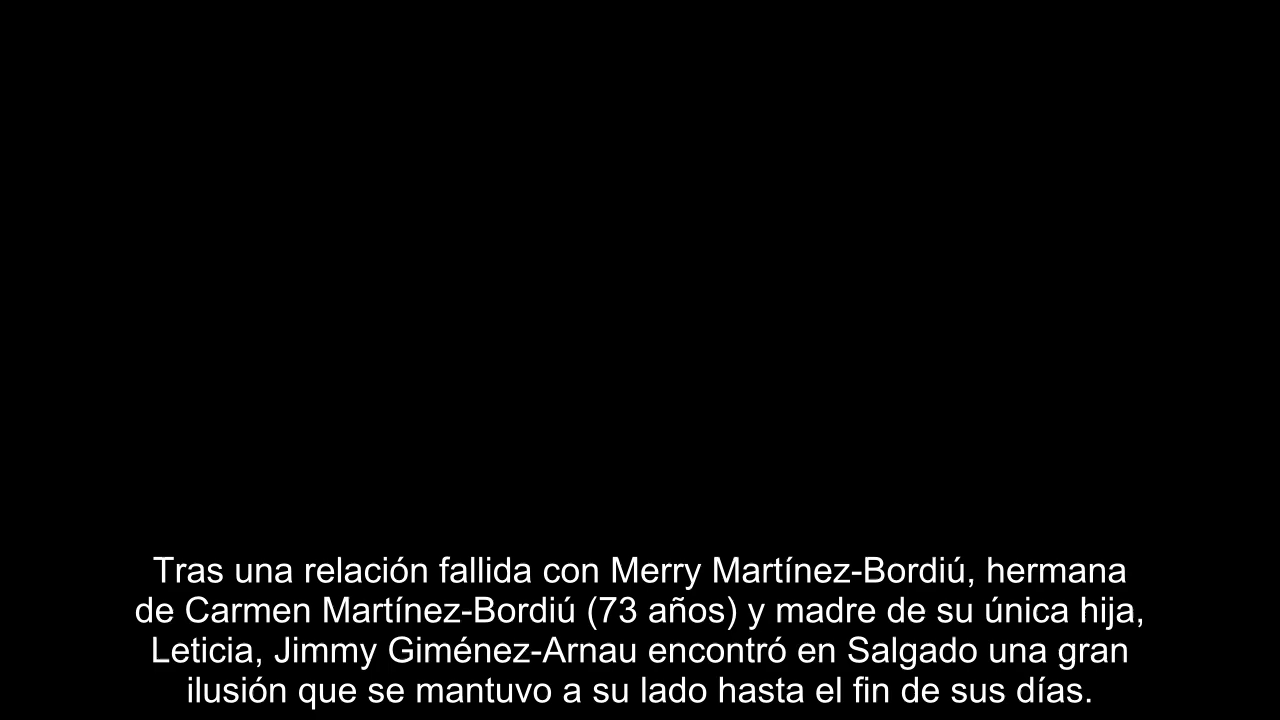 Tras una relación fallida con Merry Martínez-Bordiú, hermana
de Carmen Martínez-Bordiú (73 años) y madre de su única hija,
Leticia, Jimmy Giménez-Arnau encontró en Salgado una gran
ilusión que se mantuvo a su lado hasta el fin de sus días.